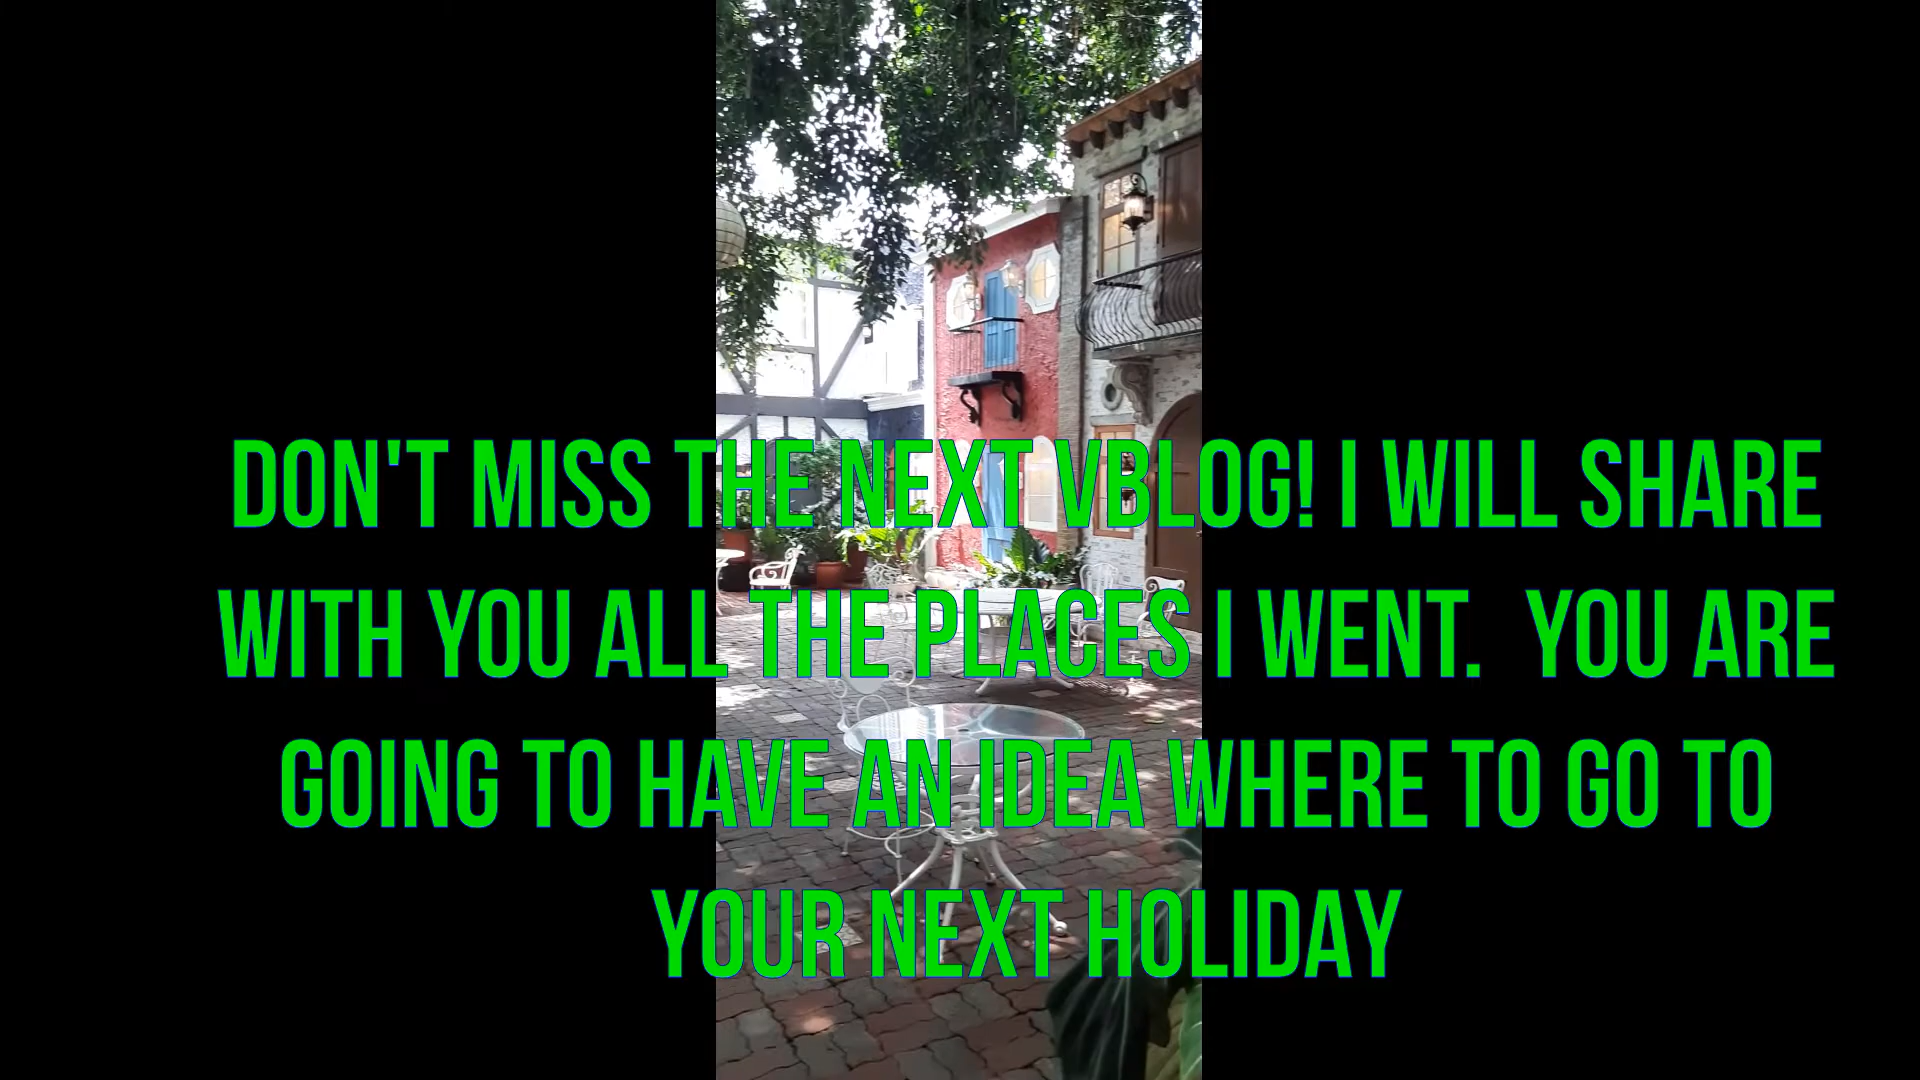 DON'T MISS THE NEXT VBLOG! I WILL SHARE
WITH YOU ALL THE PLACES I WENT.  YOU ARE
GOING TO HAVE AN IDEA WHERE TO GO TO
YOUR NEXT HOLIDAY